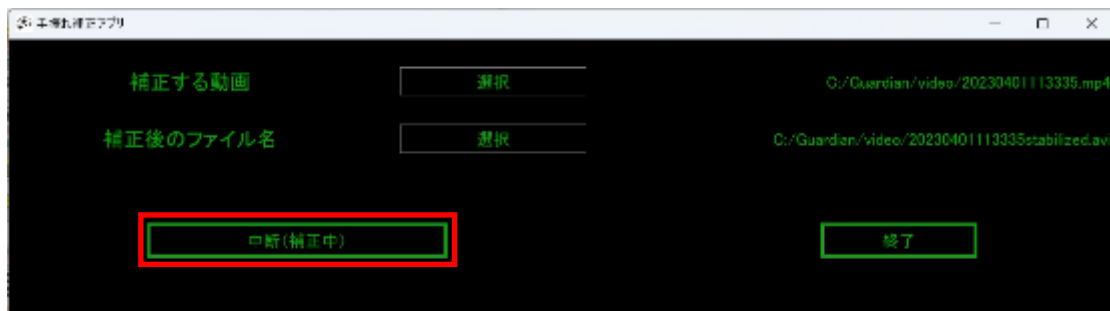 手振れ補正アプリ
補正する動画 選択 C:/Guardian/video/20230401113335.mp4
補正後のファイル名 選択 C:/Guardian/video/20230401113335stabilized.avi
中断(補正中) 終了